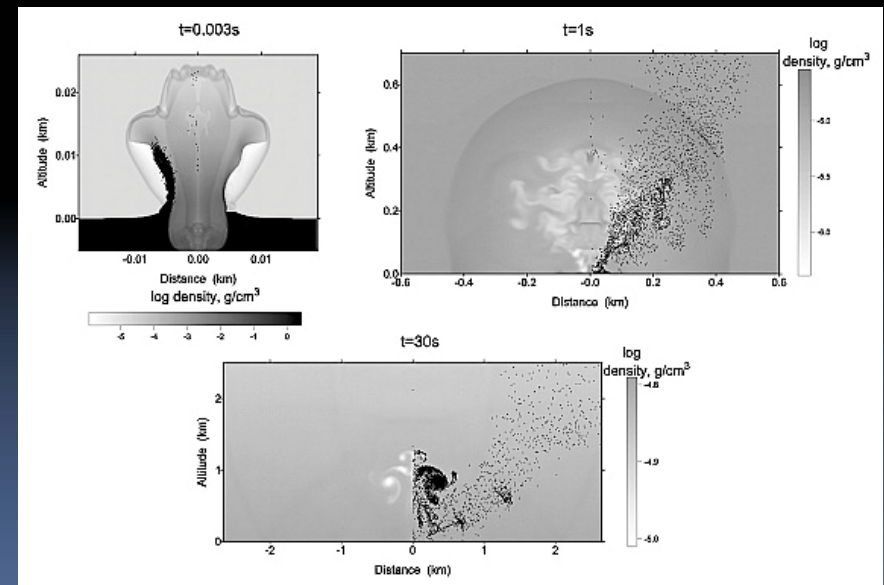 t=0.003s
Altitude (km)
0.02
0.01
0.00
-0.01 0.00 0.01
Distance (km)
log density, g/cm3
-5 -4 -3 -2 -1 0
t=1s
log
density, g/cm3
Altitude (km)
0.6
0.4
0.2
0.0
-0.6 -0.4 -0.2 -0.0 0.2 0.4 0.6
Distance (km)
-5.5
t=30s
log
density, g/cm3
Altitude (km)
2
1
0
-2 -1 0 1 2
Distance (km)
-4.8
-4.9
-5.0